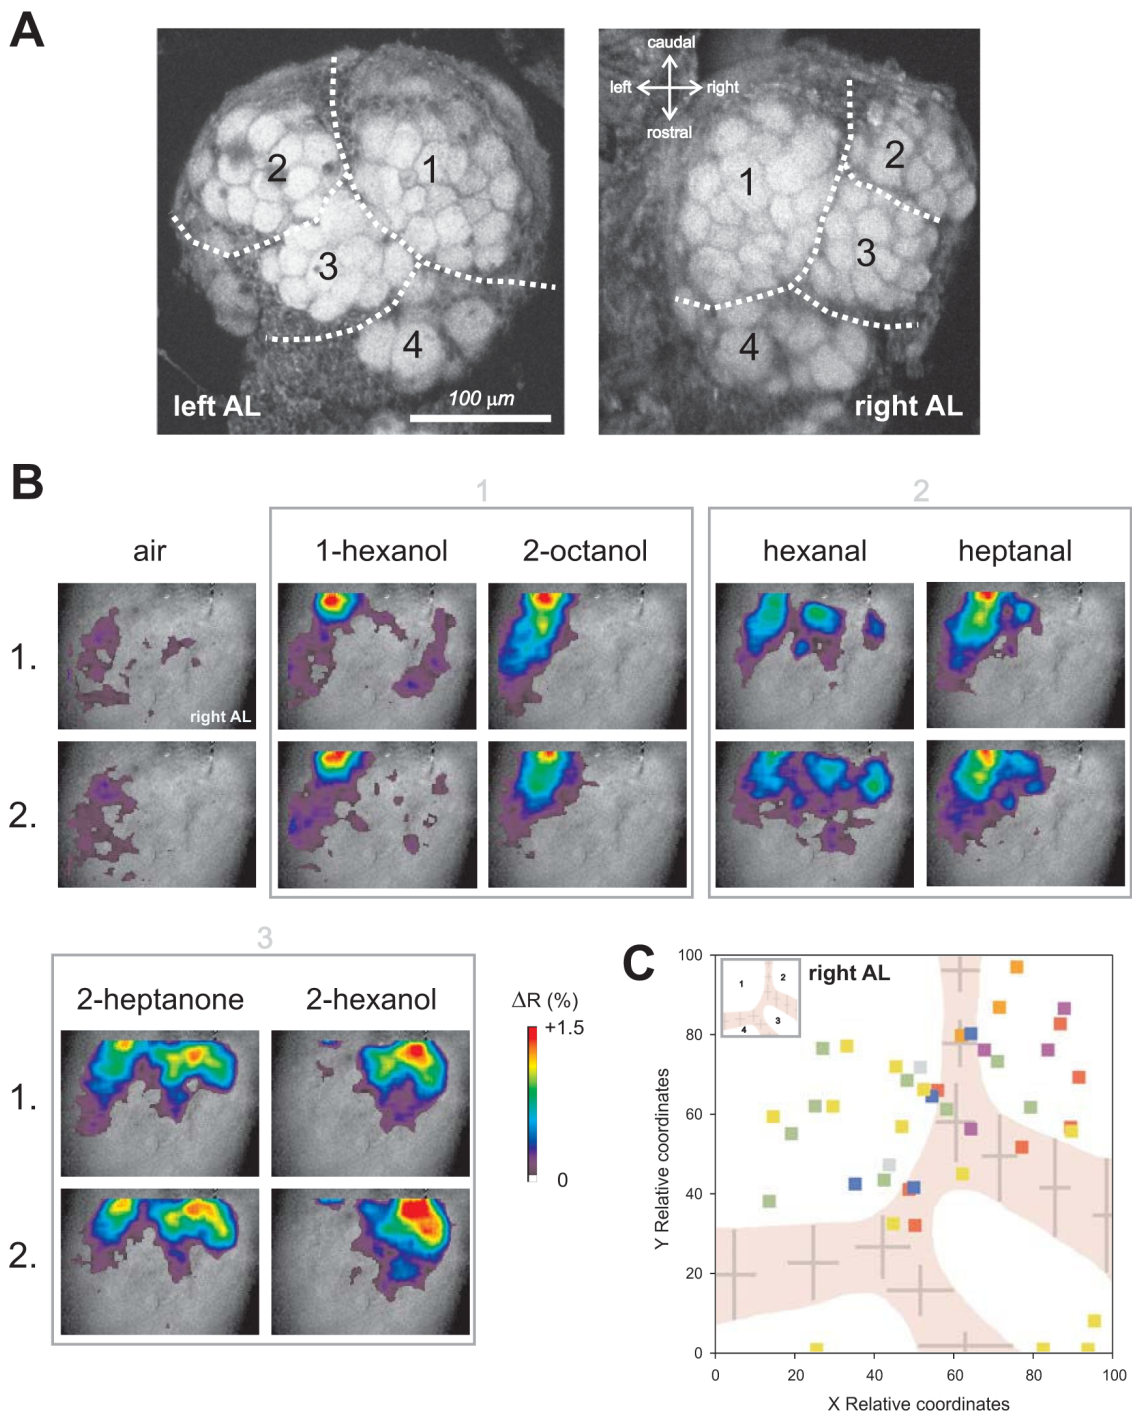 A
2
1
3
4
left AL
100 μm
caudal
left
right
rostral
1
2
3
4
right AL
B
1
2
air
1-hexanol
2-octanol
hexanal
heptanal
1.
right AL
2.
3
2-heptanone
2-hexanol
ΔR (%)
+1.5
0
1.
2.
C
right AL
1
2
3
4
Y Relative coordinates
100
80
60
40
20
0
0
20
40
60
80
100
X Relative coordinates